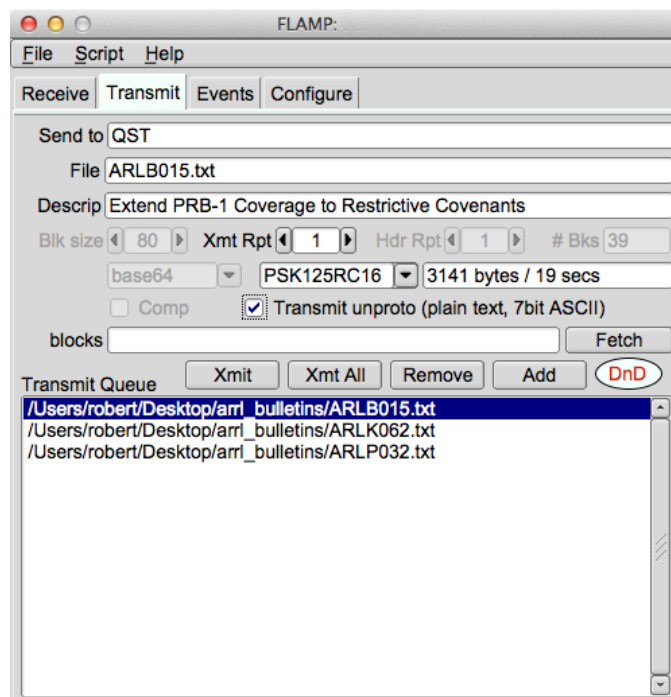 FLAMP:
File Script Help
Receive Transmit Events Configure
Send to QST
File ARLB015.txt
Descrip Extend PRB-1 Coverage to Restrictive Covenants
Blk size 80 Xmt Rpt 1 Hdr Rpt 1 # Bks 39
base64 PSK125RC16 3141 bytes / 19 secs
Comp Transmit unproto (plain text, 7bit ASCII)
blocks Fetch
Transmit Queue Xmit Xmt All Remove Add DnD
/Users/robert/Desktop/arrl_bulletins/ARLB015.txt
/Users/robert/Desktop/arrl_bulletins/ARLK062.txt
/Users/robert/Desktop/arrl_bulletins/ARLP032.txt